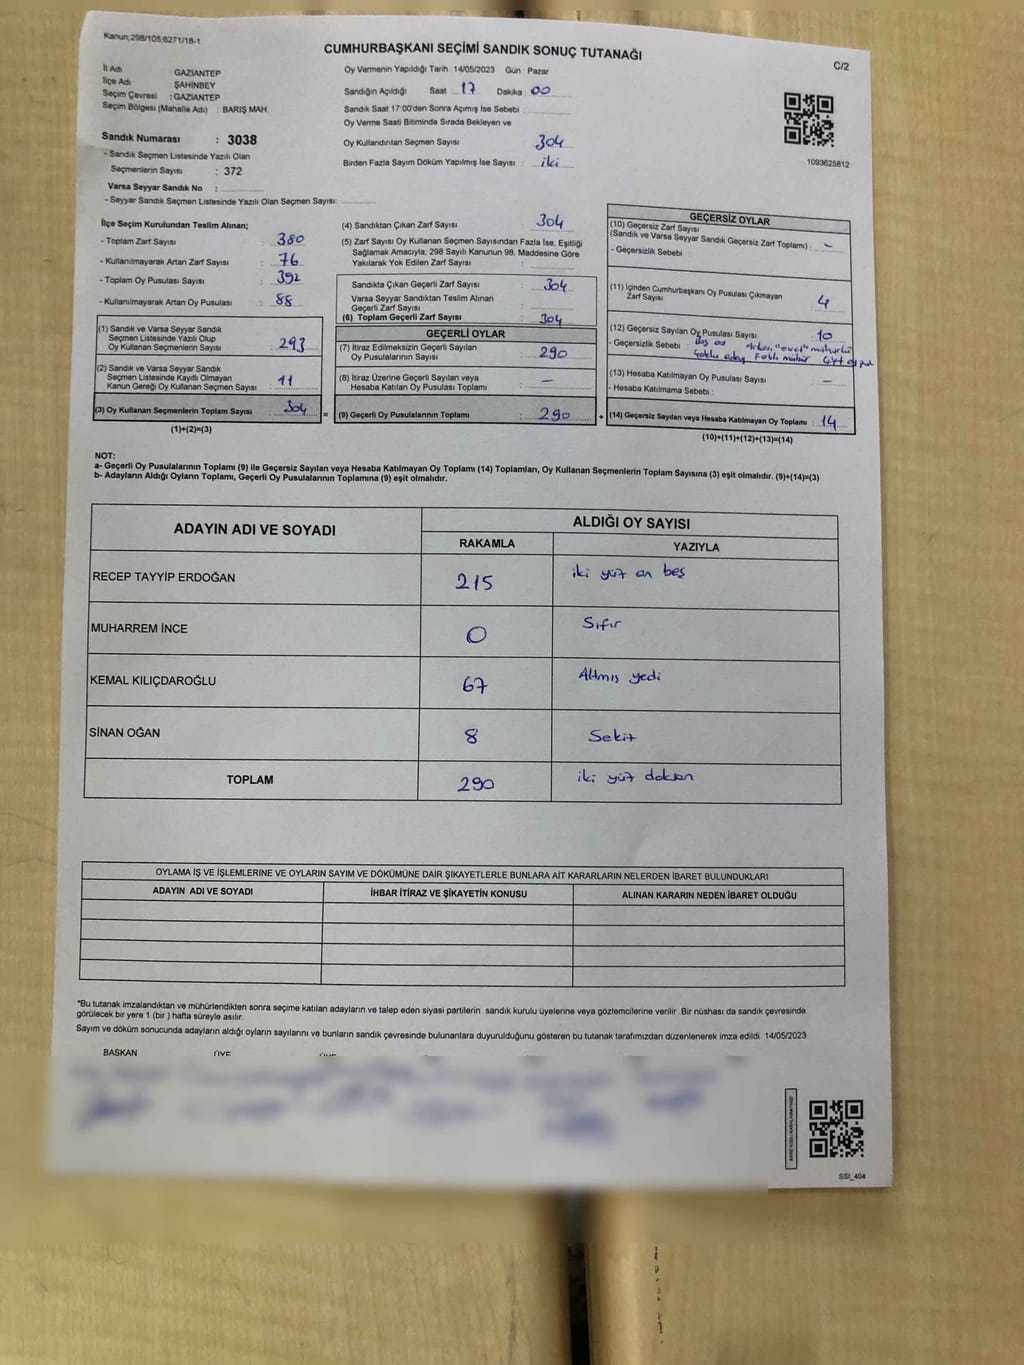 Kanun:298/105;6271/18-1
CUMHURBAŞKANI SEÇİMİ SANDIK SONUÇ TUTANAĞI
C/2
İl Adı : GAZİANTEP
İlçe Adı : ŞAHİNBEY
Seçim Çevresi : GAZİANTEP
Seçim Bölgesi (Mahalle Adı) : BARIŞ MAH.
Sandık Numarası : 3038
- Sandık Seçmen Listesinde Yazılı Olan
Seçmenlerin Sayısı : 372
Varsa Seyyar Sandık No :
- Seyyar Sandık Seçmen Listesinde Yazılı Olan Seçmen Sayısı:
Oy Vermenin Yapıldığı Tarih : 14/05/2023 Gün : Pazar
Sandığın Açıldığı Saat : 17 Dakika : 00
Sandık Saat 17:00'den Sonra Açımış İse Sebebi :
Oy Verme Saati Bitiminde Sırada Bekleyen ve
Oy Kullandırılan Seçmen Sayısı : 304
Birden Fazla Sayım Döküm Yapılmış İse Sayısı : iki
1093625812
İlçe Seçim Kurulundan Teslim Alınan;
- Toplam Zarf Sayısı : 380
- Kullanılmayarak Artan Zarf Sayısı : 76
- Toplam Oy Pusulası Sayısı : 392
- Kullanılmayarak Artan Oy Pusulası : 88
(1) Sandık ve Varsa Seyyar Sandık
Seçmen Listesinde Yazılı Olup
Oy Kullanan Seçmenlerin Sayısı : 293
(2) Sandık ve Varsa Seyyar Sandık
Seçmen Listesinde Kayıtlı Olmayan
Kanun Gereği Oy Kullanan Seçmen Sayısı : 11
(3) Oy Kullanan Seçmenlerin Toplam Sayısı : 304 =
(1)+(2)=(3)
(4) Sandıktan Çıkan Zarf Sayısı : 304
(5) Zarf Sayısı Oy Kullanan Seçmen Sayısından Fazla İse, Eşitliği
Sağlamak Amacıyla; 298 Sayılı Kanunun 98. Maddesine Göre
Yakılarak Yok Edilen Zarf Sayısı :
Sandıkta Çıkan Geçerli Zarf Sayısı : 304
Varsa Seyyar Sandıktan Teslim Alınan
Geçerli Zarf Sayısı :
(6) Toplam Geçerli Zarf Sayısı : 304
GEÇERLİ OYLAR
(7) İtiraz Edilmeksizin Geçerli Sayılan
Oy Pusulalarının Sayısı : 290
(8) İtiraz Üzerine Geçerli Sayılan veya
Hesaba Katılan Oy Pusulası Toplamı : –
(9) Geçerli Oy Pusulalarının Toplamı : 290 +
GEÇERSİZ OYLAR
(10) Geçersiz Zarf Sayısı
(Sandık ve Varsa Seyyar Sandık Geçersiz Zarf Toplamı) : –
- Geçersizlik Sebebi :
(11) İçinden Cumhurbaşkanı Oy Pusulası Çıkmayan
Zarf Sayısı : 4
(12) Geçersiz Sayılan Oy Pusulası Sayısı : 10
- Geçersizlik Sebebi : Boş "evet" mühürlü
Farklı mühür
(13) Hesaba Katılmayan Oy Pusulası Sayısı : –
- Hesaba Katılmama Sebebi :
(14) Geçersiz Sayılan veya Hesaba Katılmayan Oy Toplamı : 14
(10)+(11)+(12)+(13)=(14)
NOT:
a- Geçerli Oy Pusulalarının Toplamı (9) ile Geçersiz Sayılan veya Hesaba Katılmayan Oy Toplamı (14) Toplamları, Oy Kullanan Seçmenlerin Toplam Sayısına (3) eşit olmalıdır. (9)+(14)=(3)
b- Adayların Aldığı Oyların Toplamı, Geçerli Oy Pusulalarının Toplamına (9) eşit olmalıdır.
ADAYIN ADI VE SOYADI
ALDIĞI OY SAYISI
RAKAMLA YAZIYLA
RECEP TAYYİP ERDOĞAN 215 iki yüz on beş
MUHARREM İNCE 0 Sıfır
KEMAL KILIÇDAROĞLU 67 Altmış yedi
SİNAN OĞAN 8 Sekiz
TOPLAM 290 iki yüz doksan
OYLAMA İŞ VE İŞLEMLERİNE VE OYLARIN SAYIM VE DÖKÜMÜNE DAİR ŞİKAYETLERLE BUNLARA AİT KARARLARIN NELERDEN İBARET BULUNDUKLARI
ADAYIN ADI VE SOYADI İHBAR İTİRAZ VE ŞİKAYETİN KONUSU ALINAN KARARIN NEDEN İBARET OLDUĞU
*Bu tutanak imzalandıktan ve mühürlendikten sonra seçime katılan adayların ve talep eden siyasi partilerin sandık kurulu üyelerine veya gözlemcilerine verilir. Bir nüshası da sandık çevresinde
görülecek bir yere 1 (bir) hafta süreyle asılır.
Sayım ve döküm sonucunda adayların aldığı oyların sayılarını ve bunların sandık çevresinde bulunanlara duyurulduğunu gösteren bu tutanak tarafımızdan düzenlenerek imza edildi. 14/05/2023
BAŞKAN ÜYE ÜYE
SSI_404